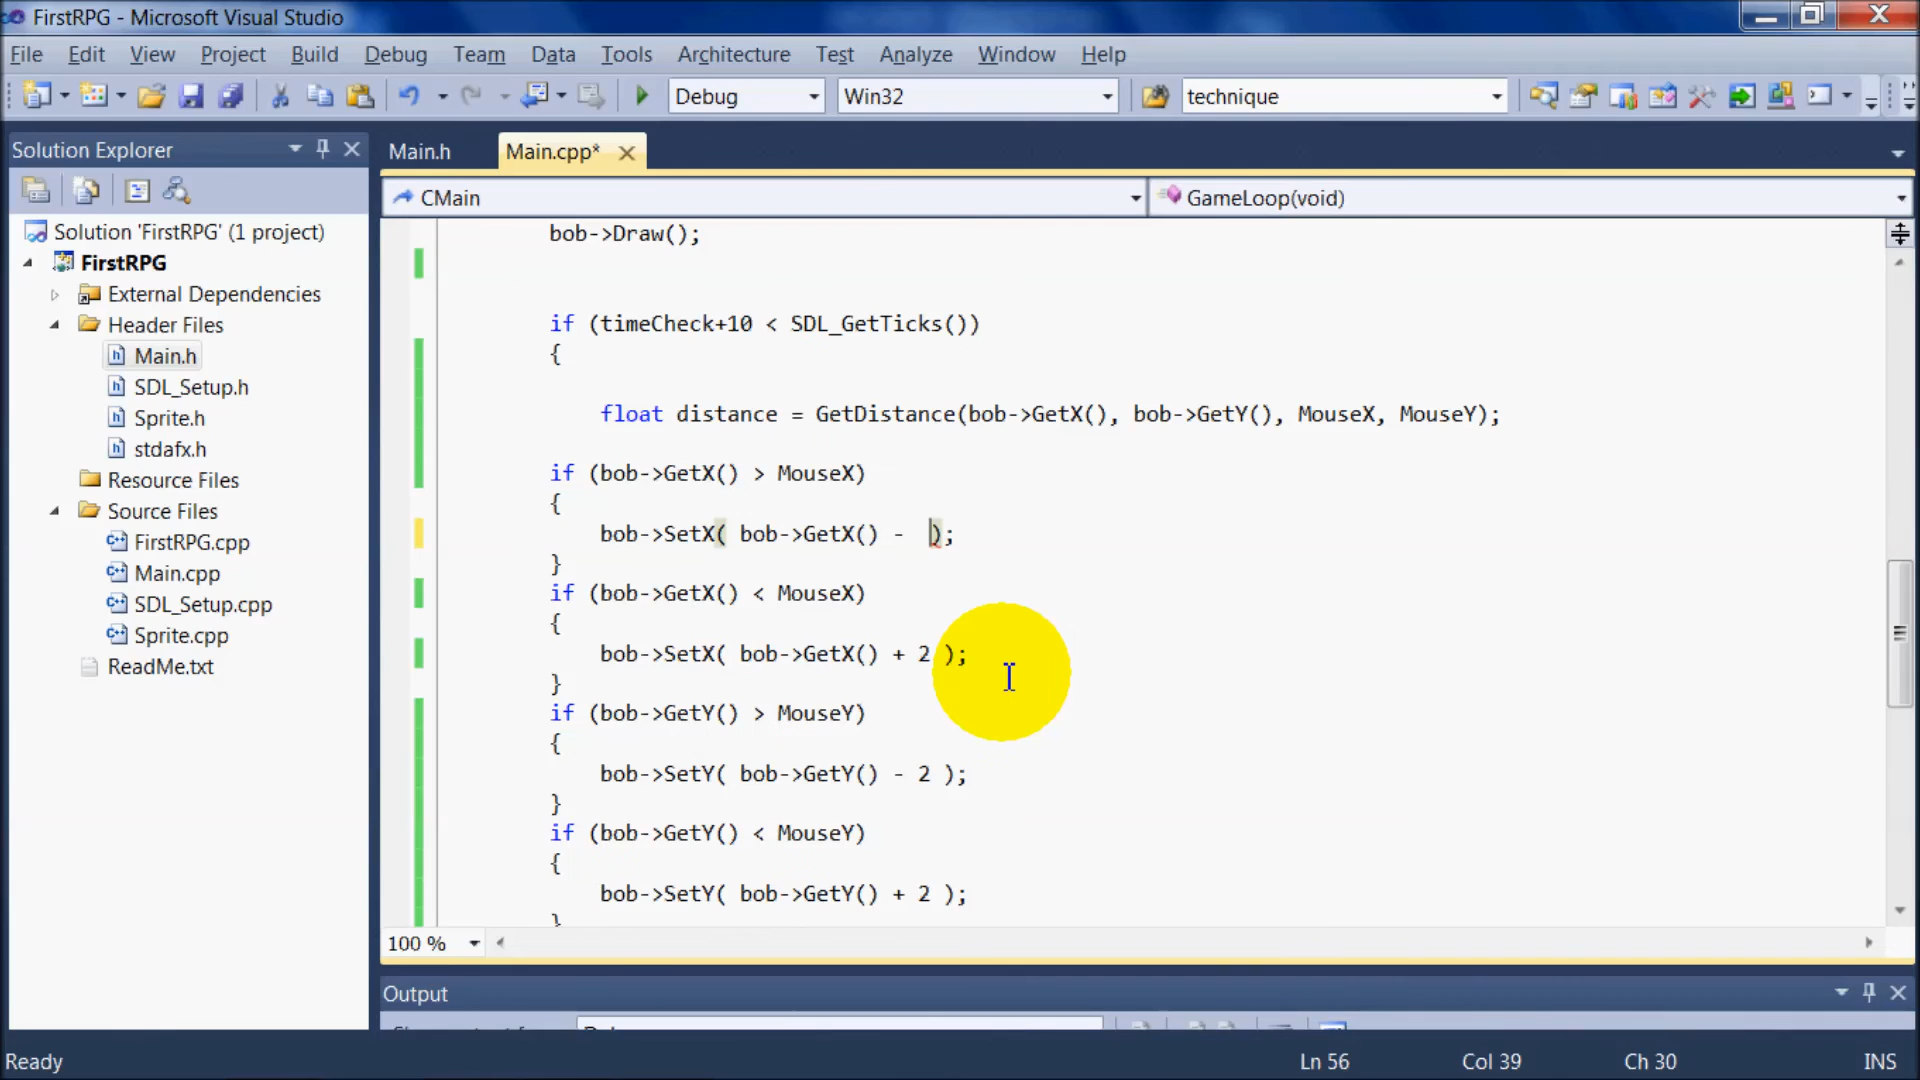 FirstRPG - Microsoft Visual Studio
File Edit View Project Build Debug Team Data Tools Architecture Test Analyze Window Help
Debug Win32 technique
Solution Explorer
Main.h Main.cpp*
CMain GameLoop(void)
Solution 'FirstRPG' (1 project)
FirstRPG
External Dependencies
Header Files
Main.h
SDL_Setup.h
Sprite.h
stdafx.h
Resource Files
Source Files
FirstRPG.cpp
Main.cpp
SDL_Setup.cpp
Sprite.cpp
ReadMe.txt
bob->Draw();
if (timeCheck+10 < SDL_GetTicks())
{
float distance = GetDistance(bob->GetX(), bob->GetY(), MouseX, MouseY);
if (bob->GetX() > MouseX)
{
bob->SetX( bob->GetX() -  );
}
if (bob->GetX() < MouseX)
{
bob->SetX( bob->GetX() + 2 );
}
if (bob->GetY() > MouseY)
{
bob->SetY( bob->GetY() - 2 );
}
if (bob->GetY() < MouseY)
{
bob->SetY( bob->GetY() + 2 );
}
100 %
Output
Ready Ln 56 Col 39 Ch 30 INS